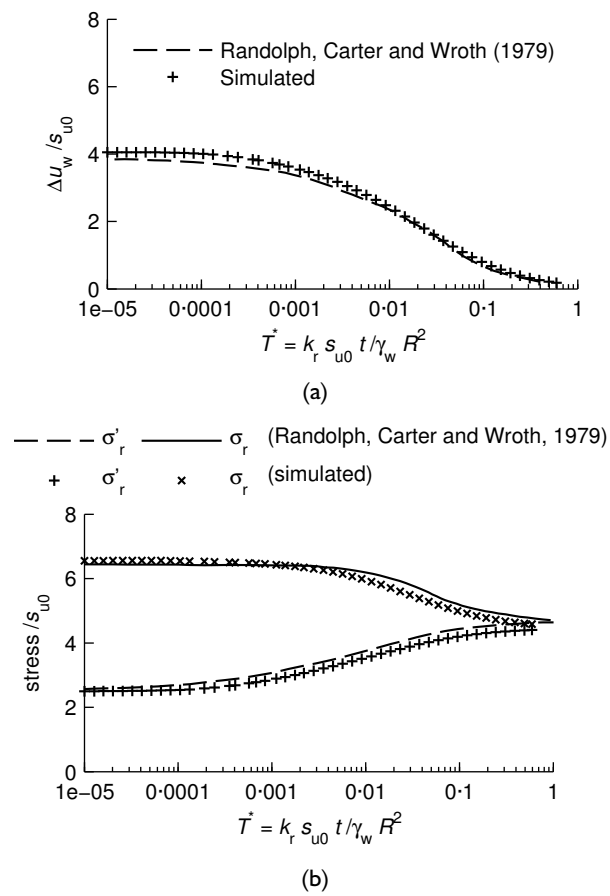 8
Randolph, Carter and Wroth (1979)
Simulated
6
4
2
0
Δu_w /s_u0
1e-05 0·0001 0·001 0·01 0·1 1
T* = k_r s_u0 t/γ_w R²
(a)
σ'_r σ_r (Randolph, Carter and Wroth, 1979)
σ'_r σ_r (simulated)
8
6
4
2
0
stress/s_u0
1e-05 0·0001 0·001 0·01 0·1 1
T* = k_r s_u0 t/γ_w R²
(b)